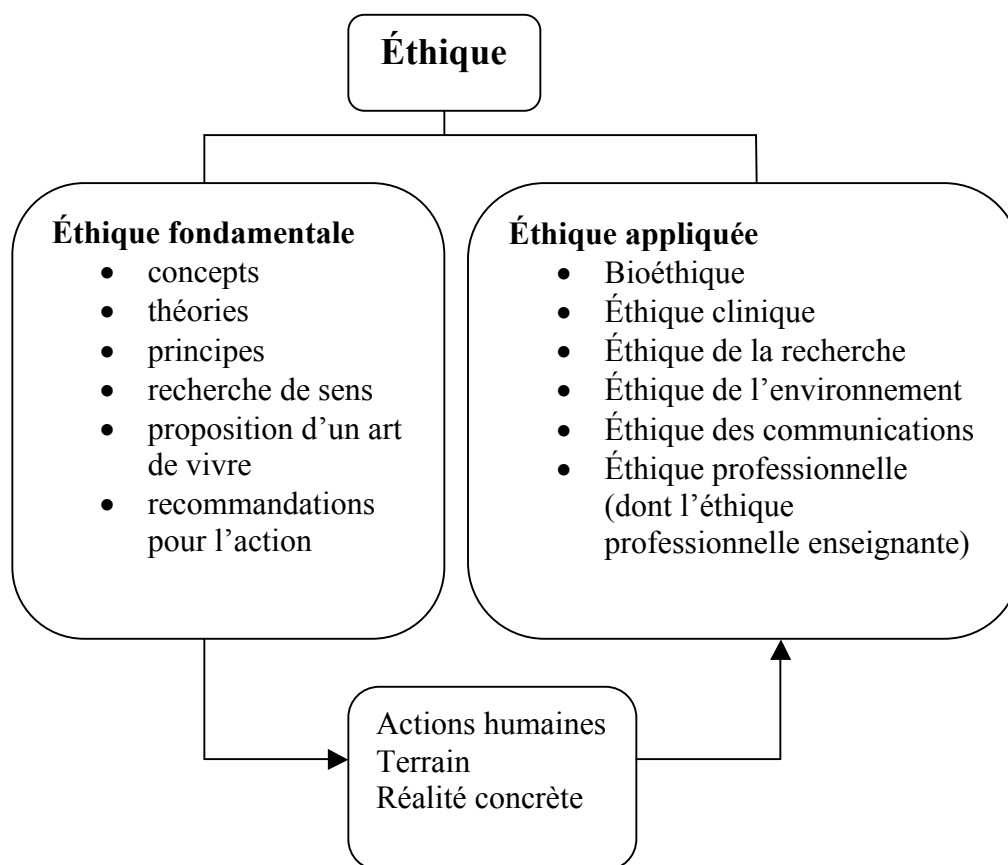 Éthique
Éthique fondamentale
• concepts
• théories
• principes
• recherche de sens
• proposition d’un art
de vivre
• recommandations
pour l’action
Éthique appliquée
• Bioéthique
• Éthique clinique
• Éthique de la recherche
• Éthique de l’environnement
• Éthique des communications
• Éthique professionnelle
(dont l’éthique
professionnelle enseignante)
Actions humaines
Terrain
Réalité concrète